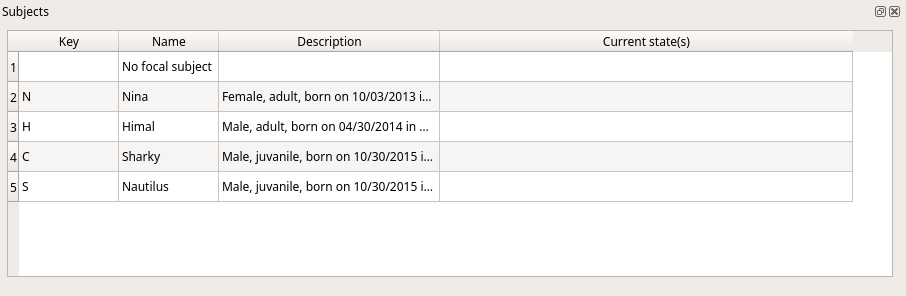 Subjects
Key Name Description Current state(s)
1 No focal subject
2 N Nina Female, adult, born on 10/03/2013 i...
3 H Himal Male, adult, born on 04/30/2014 in ...
4 C Sharky Male, juvanile, born on 10/30/2015 i...
5 S Nautilus Male, juvanile, born on 10/30/2015 i...